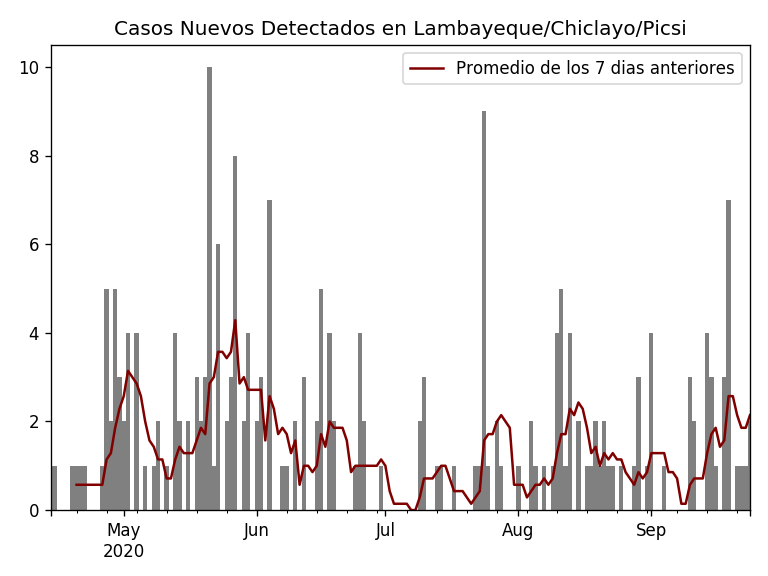 Casos Nuevos Detectados en Lambayeque/Chiclayo/Picsi
Promedio de los 7 dias anteriores
10
8
6
4
2
0
May Jun Jul Aug Sep
2020